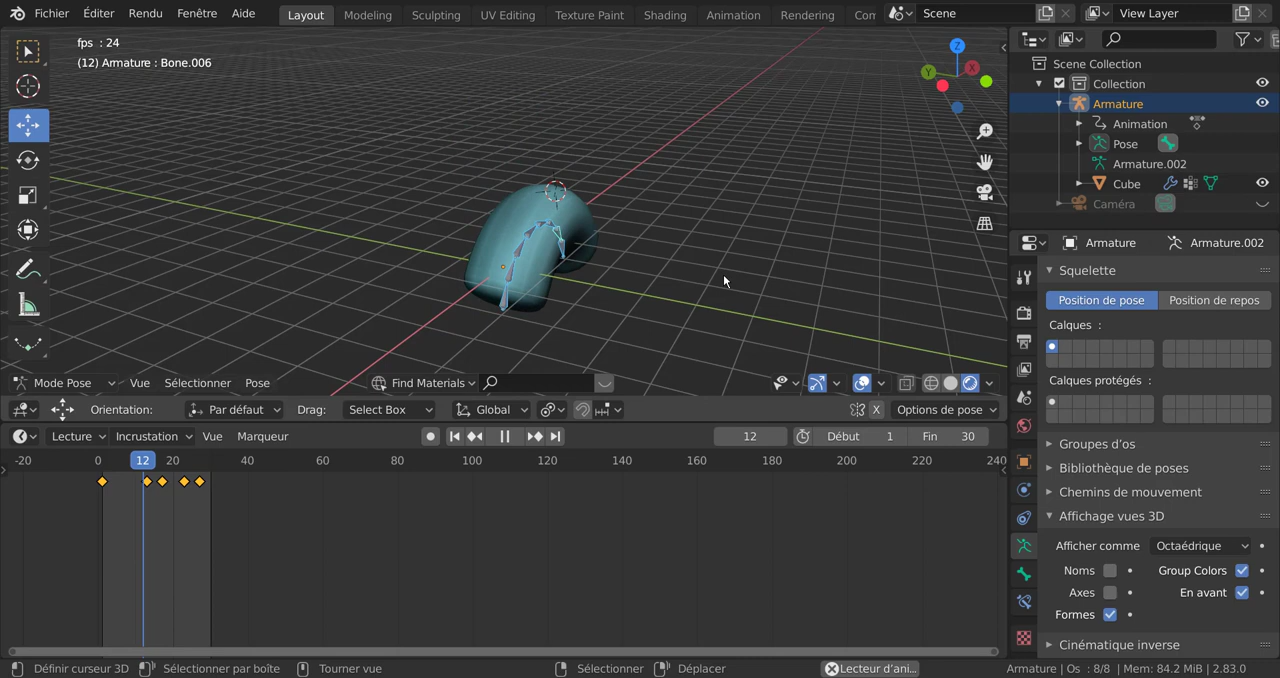 Fichier Éditer Rendu Fenêtre Aide Layout Modeling Sculpting UV Editing Texture Paint Shading Animation Rendering Com Scene View Layer
fps : 24
(12) Armature : Bone.006
Z
Y
X
Scene Collection
Collection
Armature
Animation
Pose
Armature.002
Cube
Caméra
Armature Armature.002
Squelette
Position de pose Position de repos
Calques :
Calques protégés :
Groupes d'os
Bibliothèque de poses
Chemins de mouvement
Affichage vues 3D
Afficher comme Octaédrique
Noms Group Colors
Axes En avant
Formes
Cinématique inverse
Mode Pose Vue Sélectionner Pose Find Materials
Orientation: Par défaut Drag: Select Box Global X Options de pose
Lecture Incrustation Vue Marqueur 12 Début 1 Fin 30
-20 0 12 20 40 60 80 100 120 140 160 180 200 220 240
Définir curseur 3D Sélectionner par boîte Tourner vue Sélectionner Déplacer Lecteur d'ani... Armature | Os : 8/8 | Mem: 84.2 MiB | 2.83.0